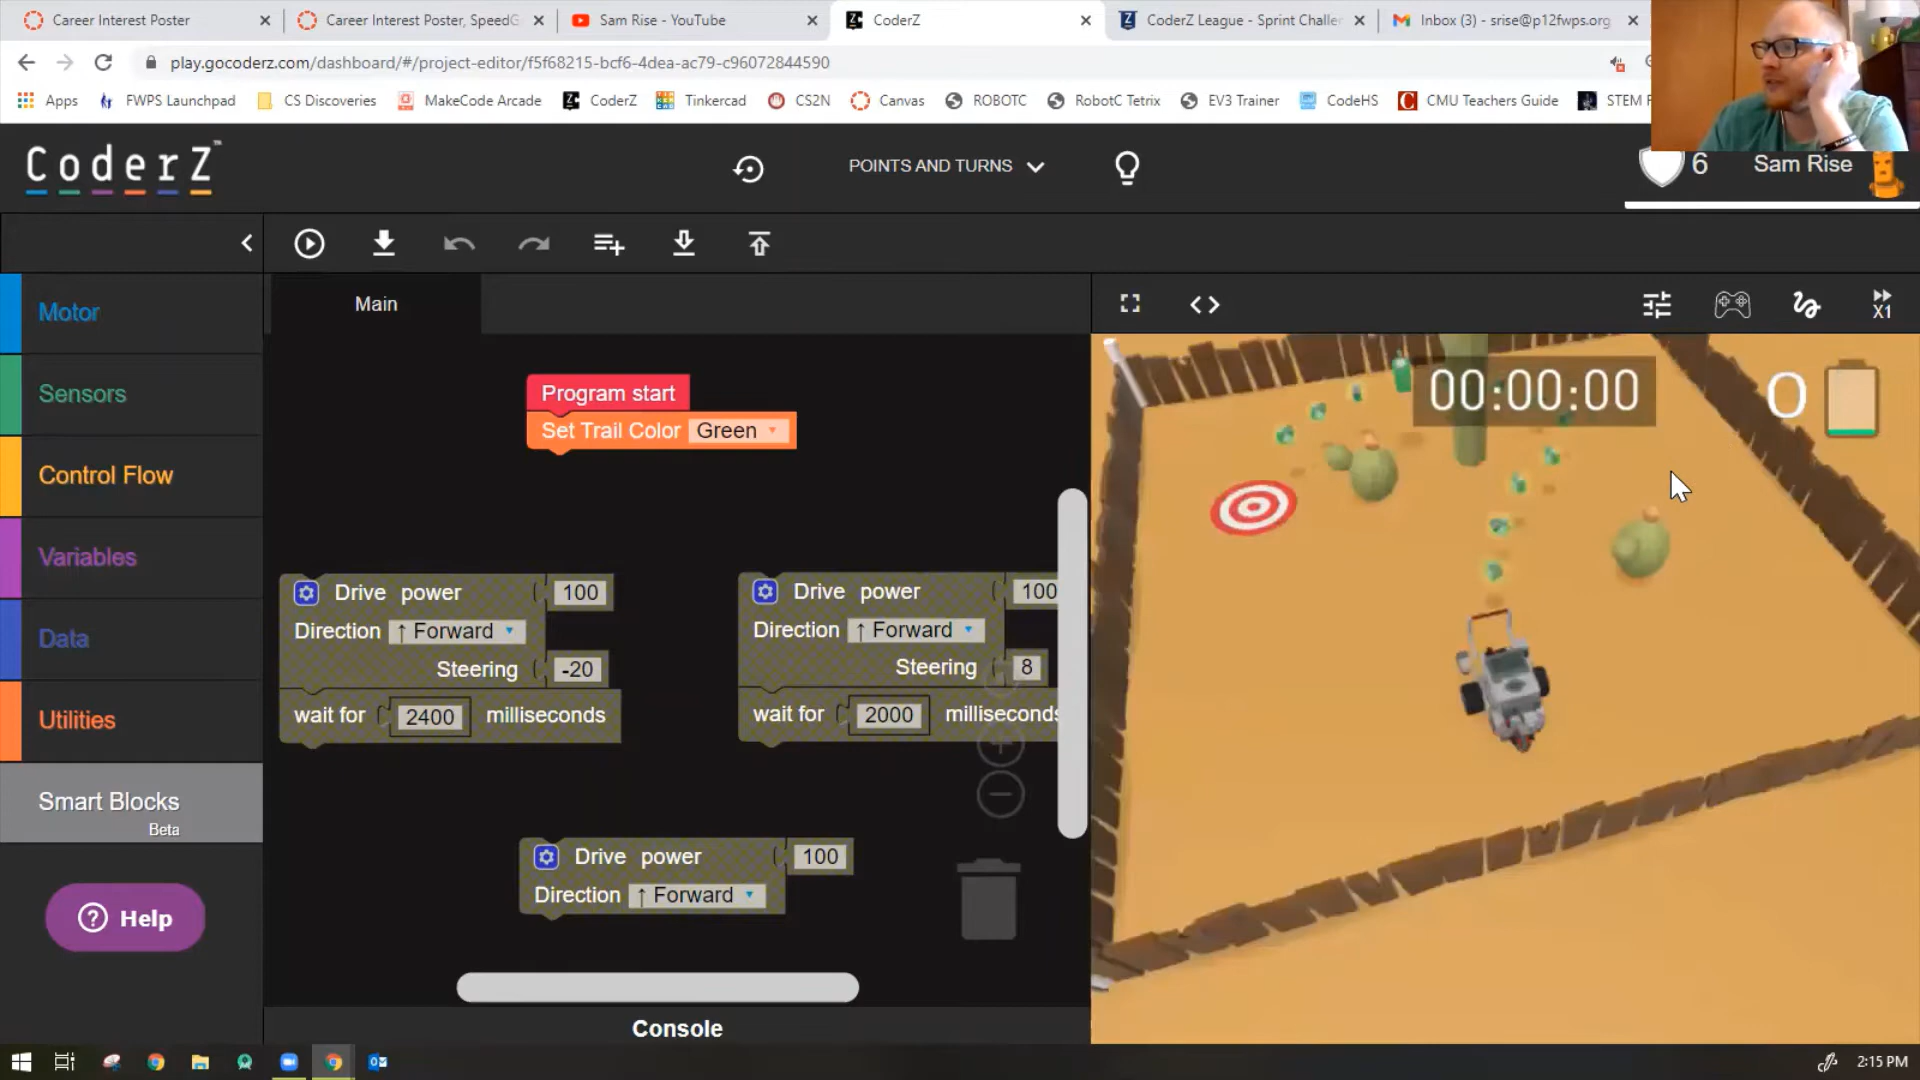 Career Interest Poster
Career Interest Poster, SpeedG
Sam Rise - YouTube
CoderZ
CoderZ League - Sprint Challer
Inbox (3) - srise@p12fwps.org
play.gocoderz.com/dashboard/#/project-editor/f5f68215-bcf6-4dea-ac79-c96072844590
Apps
FWPS Launchpad
CS Discoveries
MakeCode Arcade
CoderZ
Tinkercad
CS2N
Canvas
ROBOTC
RobotC Tetrix
EV3 Trainer
CodeHS
CMU Teachers Guide
STEM F
CoderZ™
POINTS AND TURNS
6
Sam Rise
Motor
Sensors
Control Flow
Variables
Data
Utilities
Smart Blocks
Beta
Help
Main
X1
Program start
Set Trail Color Green
Drive power 100
Direction ↑ Forward
Steering -20
wait for 2400 milliseconds
Drive power 100
Direction ↑ Forward
Steering 8
wait for 2000 milliseconds
Drive power 100
Direction ↑ Forward
Console
00:00:00
0
2:15 PM